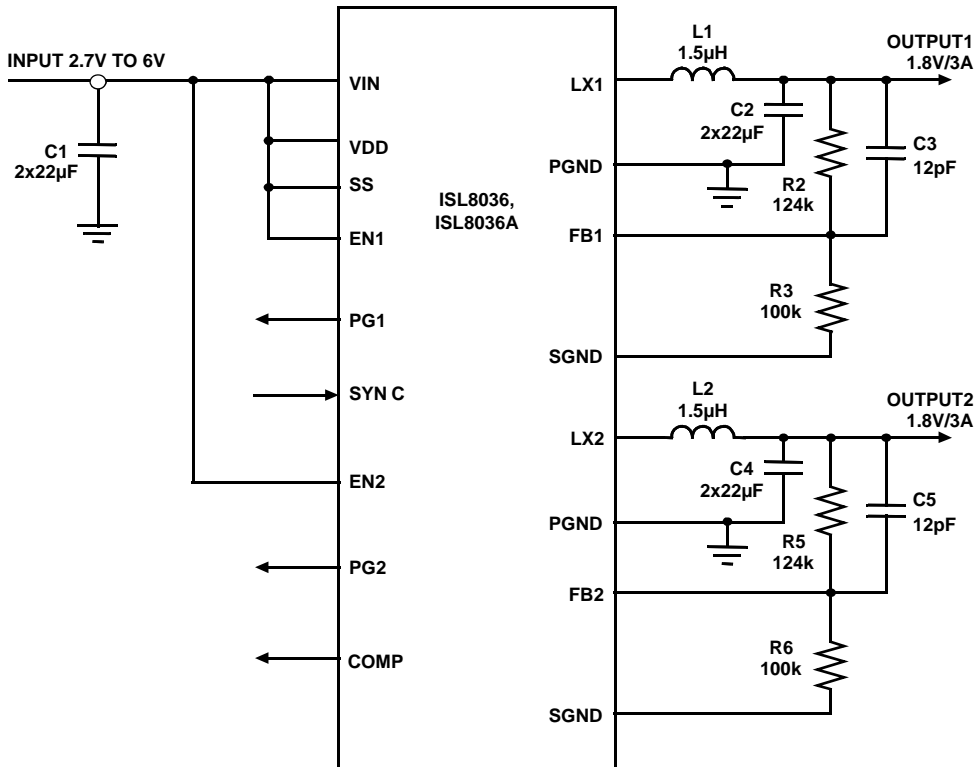 INPUT 2.7V TO 6V
C1
2x22µF
VIN
VDD
SS
EN1
PG1
SYN C
EN2
PG2
COMP
ISL8036,
ISL8036A
LX1
PGND
FB1
SGND
LX2
PGND
FB2
SGND
L1
1.5µH
OUTPUT1
1.8V/3A
C2
2x22µF
C3
12pF
R2
124k
R3
100k
L2
1.5µH
OUTPUT2
1.8V/3A
C4
2x22µF
C5
12pF
R5
124k
R6
100k